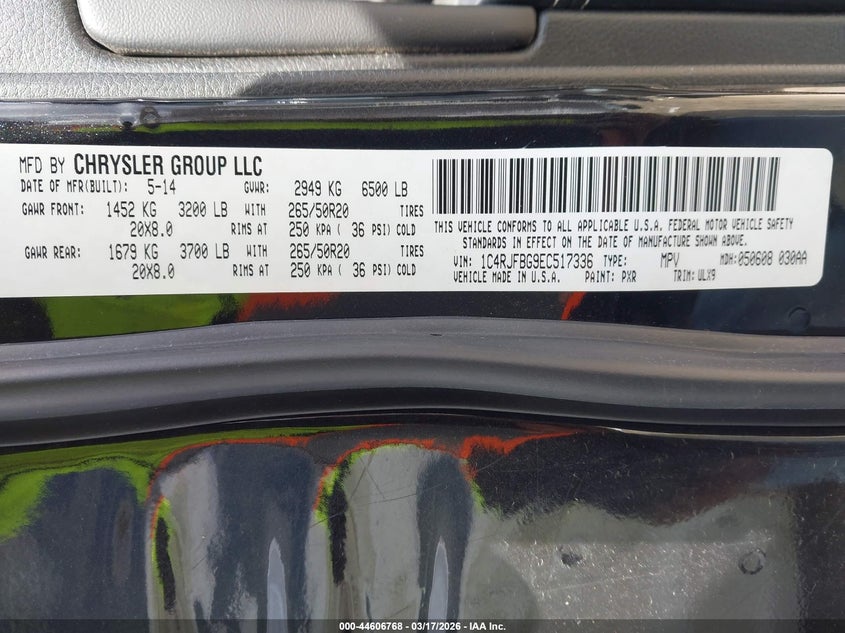 MFD BY CHRYSLER GROUP LLC
DATE OF MFR(BUILT): 5-14 GVWR: 2949 KG 6500 LB
GAWR FRONT: 1452 KG 3200 LB WITH 265/50R20 TIRES
20X8.0 RIMS AT 250 KPA ( 36 PSI) COLD
GAWR REAR: 1679 KG 3700 LB WITH 265/50R20 TIRES
20X8.0 RIMS AT 250 KPA ( 36 PSI) COLD
THIS VEHICLE CONFORMS TO ALL APPLICABLE U.S.A. FEDERAL MOTOR VEHICLE SAFETY
STANDARDS IN EFFECT ON THE DATE OF MANUFACTURE SHOWN ABOVE.
VIN: 1C4RJFBG9EC517336 TYPE: MPV MDH: 050608 030AA
VEHICLE MADE IN U.S.A. PAINT: PXR TRIM: ULX9
000-44606768 - 03/17/2026 - IAA Inc.